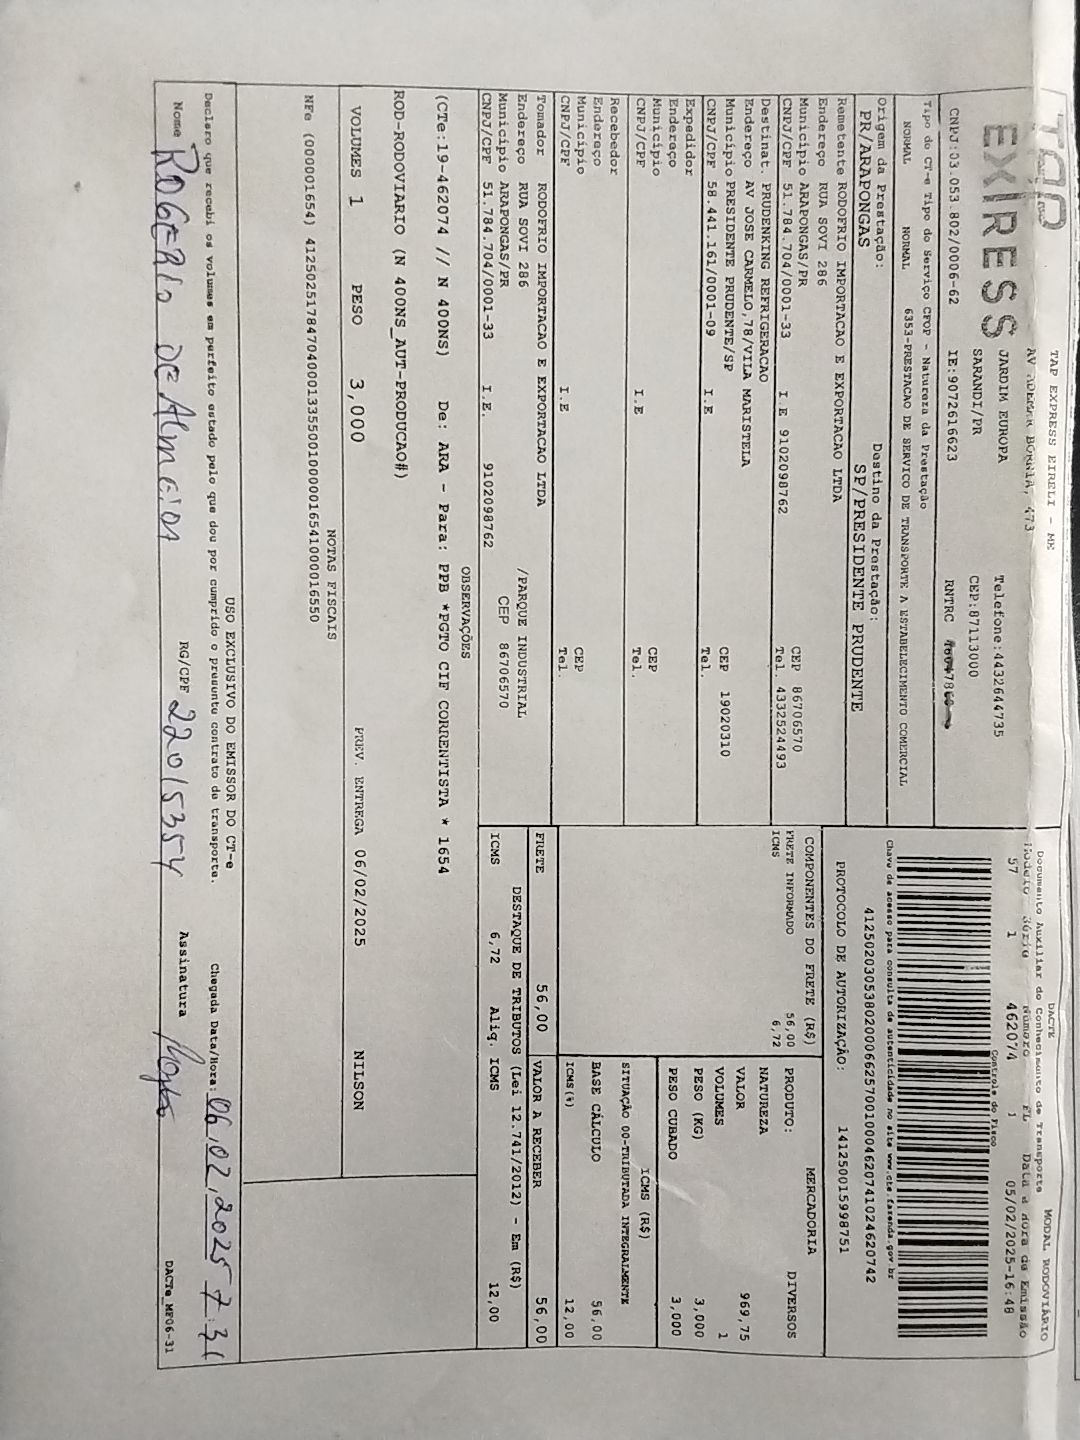 TAP EXPRESS
TAP EXPRESS EIRELI - ME
AV ADEMAR BORNIA, 473
JARDIM EUROPA
SARANDI/PR
Telefone:4432644735
CEP:87113000
CNPJ:03.053.802/0006-62 IE:9072616623 RNTRC
Tipo do CT-e Tipo do Serviço CFOP - Natureza da Prestação
NORMAL NORMAL 6353-PRESTACAO DE SERVICO DE TRANSPORTE A ESTABELECIMENTO COMERCIAL
Origem da Prestação: Destino da Prestação:
PR/ARAPONGAS SP/PRESIDENTE PRUDENTE
Remetente RODOFRIO IMPORTACAO E EXPORTACAO LTDA
Endereço RUA SOVI 286
Município ARAPONGAS/PR CEP 86706570
CNPJ/CPF 51.784.704/0001-33 I.E 9102098762 Tel. 4332524493
Destinat. PRUDENKING REFRIGERACAO
Endereço AV JOSE CARMELO,78/VILA MARISTELA
Município PRESIDENTE PRUDENTE/SP CEP 19020310
CNPJ/CPF 58.441.161/0001-09 I.E Tel.
Expedidor
Endereço
Município CEP
CNPJ/CPF I.E Tel.
Recebedor
Endereço
Município CEP
CNPJ/CPF I.E Tel.
Tomador RODOFRIO IMPORTACAO E EXPORTACAO LTDA
Endereço RUA SOVI 286 /PARQUE INDUSTRIAL
Município ARAPONGAS/PR CEP 86706570
CNPJ/CPF 51.784.704/0001-33 I.E. 9102098762
DACTE MODAL RODOVIÁRIO
Documento Auxiliar do Conhecimento de Transporte
Modelo Série Número FL Data e Hora de Emissão
57 1 462074 1 05/02/2025-16:48
Controle do Fisco
Chave de acesso para consulta de autenticidade no site www.cte.fazenda.gov.br
41250203053802000662570010004620741024620742
PROTOCOLO DE AUTORIZAÇÃO: 141250015998751
COMPONENTES DO FRETE (R$)
FRETE INFORMADO 56,00
ICMS 6,72
MERCADORIA
PRODUTO: DIVERSOS
NATUREZA
VALOR 969,75
VOLUMES 1
PESO (KG) 3,000
PESO CUBADO 3,000
ICMS (R$)
SITUAÇÃO 00-TRIBUTADA INTEGRALMENTE
BASE CÁLCULO 56,00
ICMS(%) 12,00
FRETE 56,00 VALOR A RECEBER 56,00
DESTAQUE DE TRIBUTOS (Lei 12.741/2012) - Em (R$)
ICMS 6,72 Aliq. ICMS 12,00
OBSERVAÇÕES
(CTe:19-462074 // N 400NS) De: ARA - Para: PPB *PGTO CIF CORRENTISTA * 1654
ROD-RODOVIARIO (N 400NS_AUT-PRODUCAO#)
VOLUMES 1 PESO 3,000 PREV. ENTREGA 06/02/2025 NILSON
NOTAS FISCAIS
NFe (000001654) 41250251784704000133550010000016541000016550
USO EXCLUSIVO DO EMISSOR DO CT-e
Declaro que recebi os volumes em perfeito estado pelo que dou por cumprido o presente contrato de transporte. Chegada Data/Hora: 06/02/2025 7:31
Nome ROGERIO DE Almeida RG/CPF 22015354 Assinatura
DACTe_MF06-31